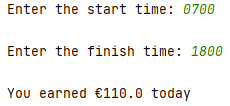 Enter the start time: 0700
Enter the finish time: 1800
You earned €110.0 today